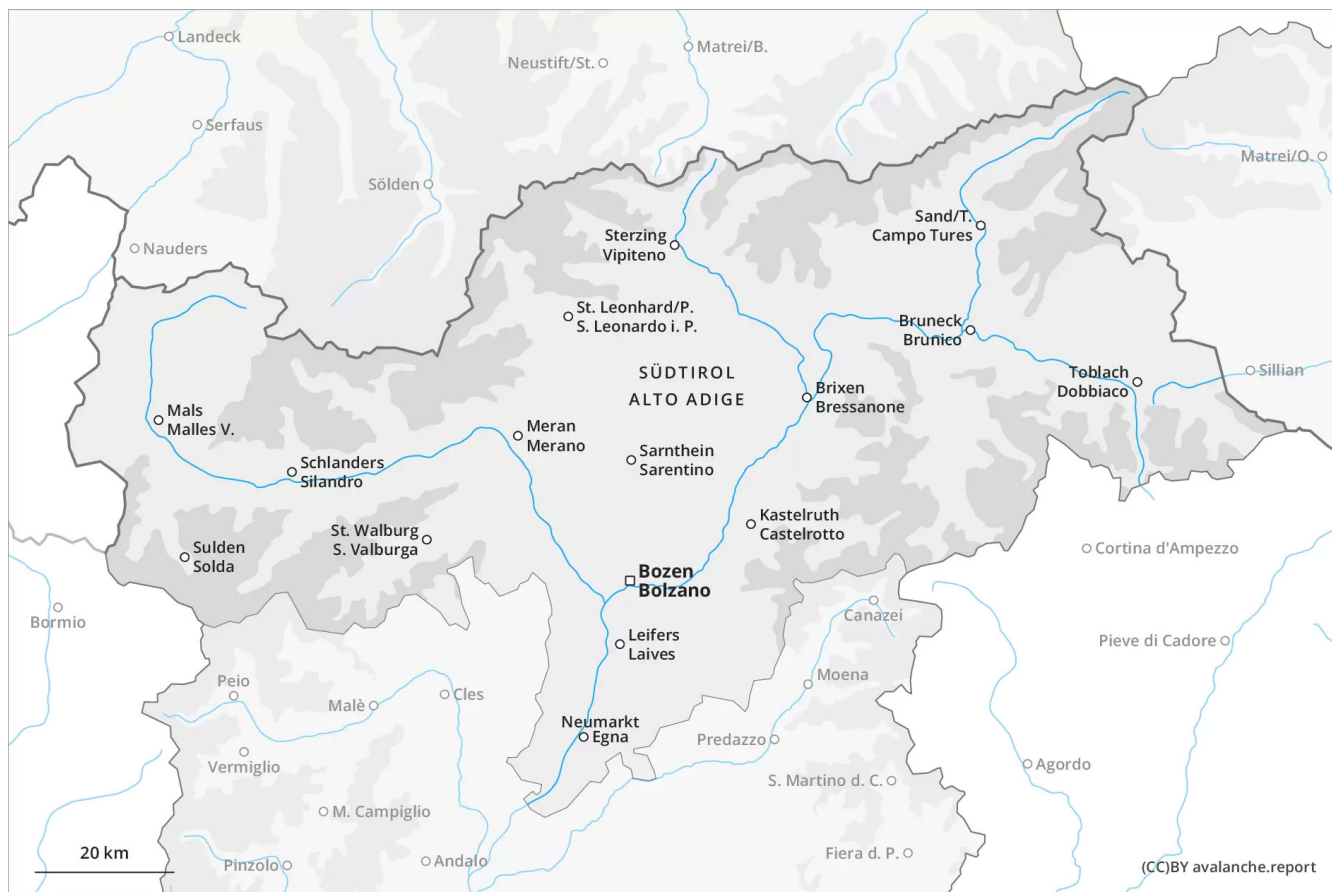 Landeck
Matrei/B.
Neustift/St.
Serfaus
Matrei/O.
Sölden
Sand/T.
Campo Tures
Sterzing
Vipiteno
Nauders
St. Leonhard/P.
S. Leonardo i. P.
Bruneck
Brunico
SÜDTIROL
ALTO ADIGE
Toblach
Dobbiaco
Sillian
Brixen
Bressanone
Mals
Malles V.
Meran
Merano
Sarnthein
Sarentino
Schlanders
Silandro
Kastelruth
Castelrotto
St. Walburg
S. Valburga
Sulden
Solda
Cortina d'Ampezzo
Bozen
Bolzano
Bormio
Canazei
Leifers
Laives
Pieve di Cadore
Peio
Moena
Malè
Cles
Neumarkt
Egna
Predazzo
Vermiglio
Agordo
S. Martino d. C.
M. Campiglio
20 km
Pinzolo
Andalo
Fiera d. P.
(CC)BY avalanche.report